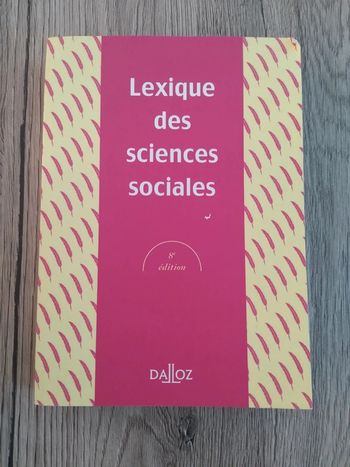 Lexique
des
sciences
sociales
8e
édition
DALLOZ